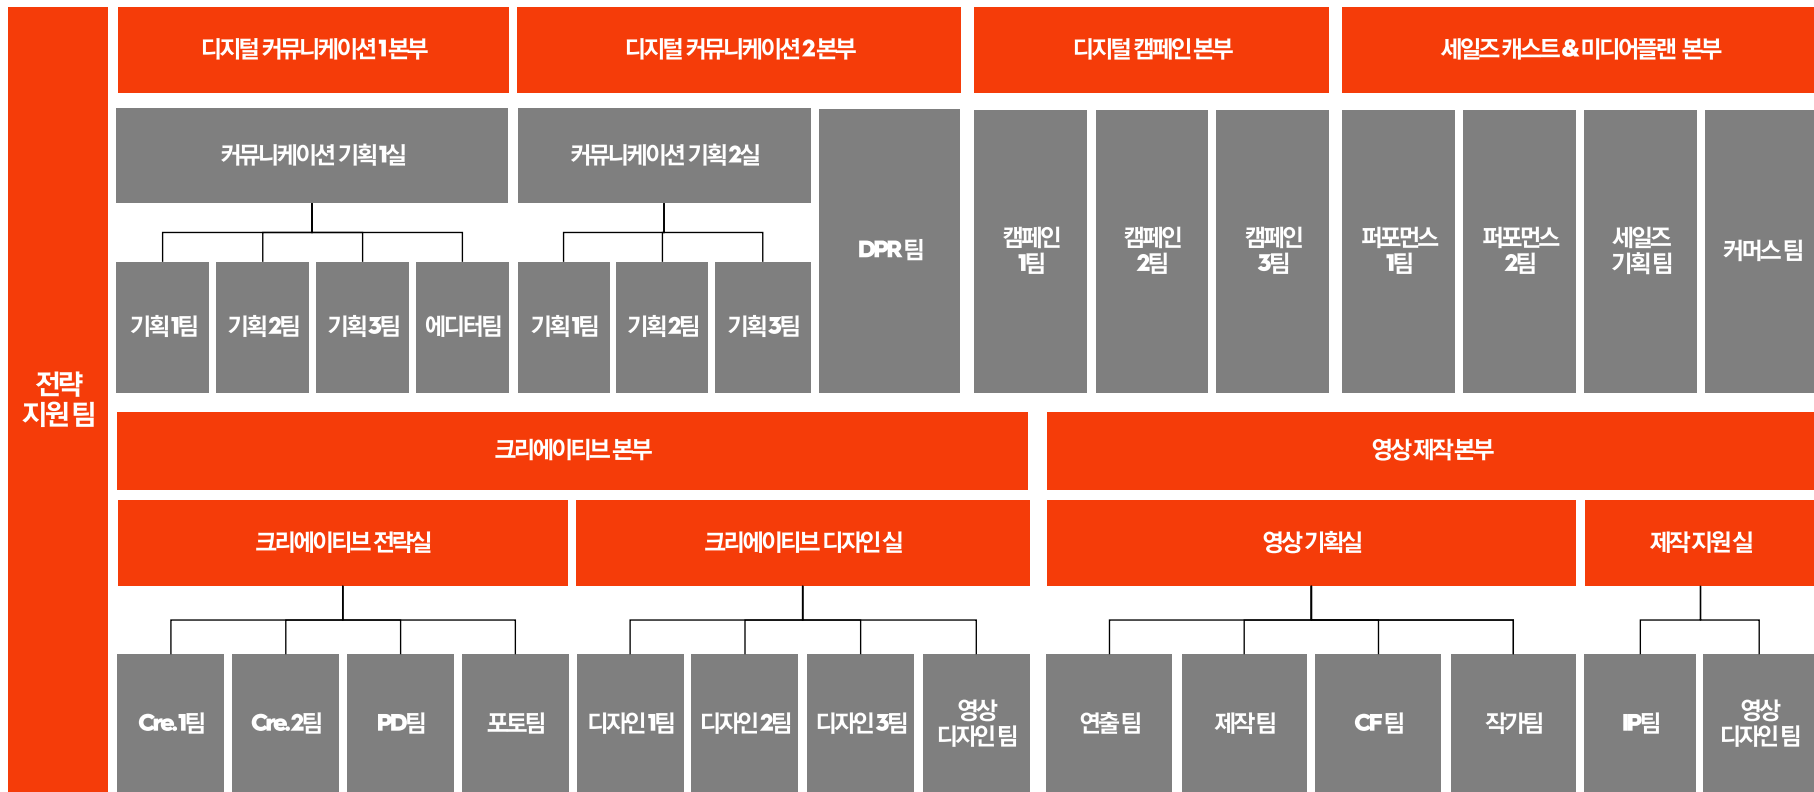 전략
지원 팀
디지털 커뮤니케이션 1 본부
디지털 커뮤니케이션 2 본부
디지털 캠페인 본부
세일즈 캐스트 & 미디어플랜 본부
커뮤니케이션 기획 1실
커뮤니케이션 기획 2실
DPR 팀
캠페인
1팀
캠페인
2팀
캠페인
3팀
퍼포먼스
1팀
퍼포먼스
2팀
세일즈
기획 팀
커머스 팀
기획 1팀
기획 2팀
기획 3팀
에디터팀
기획 1팀
기획 2팀
기획 3팀
크리에이티브 본부
영상 제작 본부
크리에이티브 전략실
크리에이티브 디자인 실
영상 기획실
제작 지원 실
Cre.1팀
Cre.2팀
PD팀
포토팀
디자인 1팀
디자인 2팀
디자인 3팀
영상
디자인 팀
연출 팀
제작 팀
CF 팀
작가팀
IP팀
영상
디자인 팀